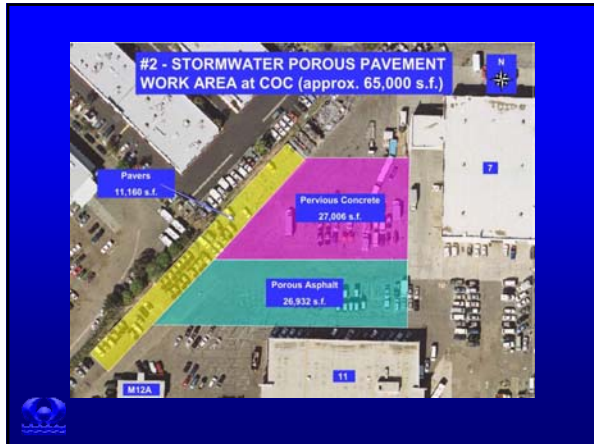 #2 - STORMWATER POROUS PAVEMENT
WORK AREA at COC (approx. 65,000 s.f.)
N
Pavers
11,160 s.f.
Pervious Concrete
27,006 s.f.
7
Porous Asphalt
26,932 s.f.
11
M12A